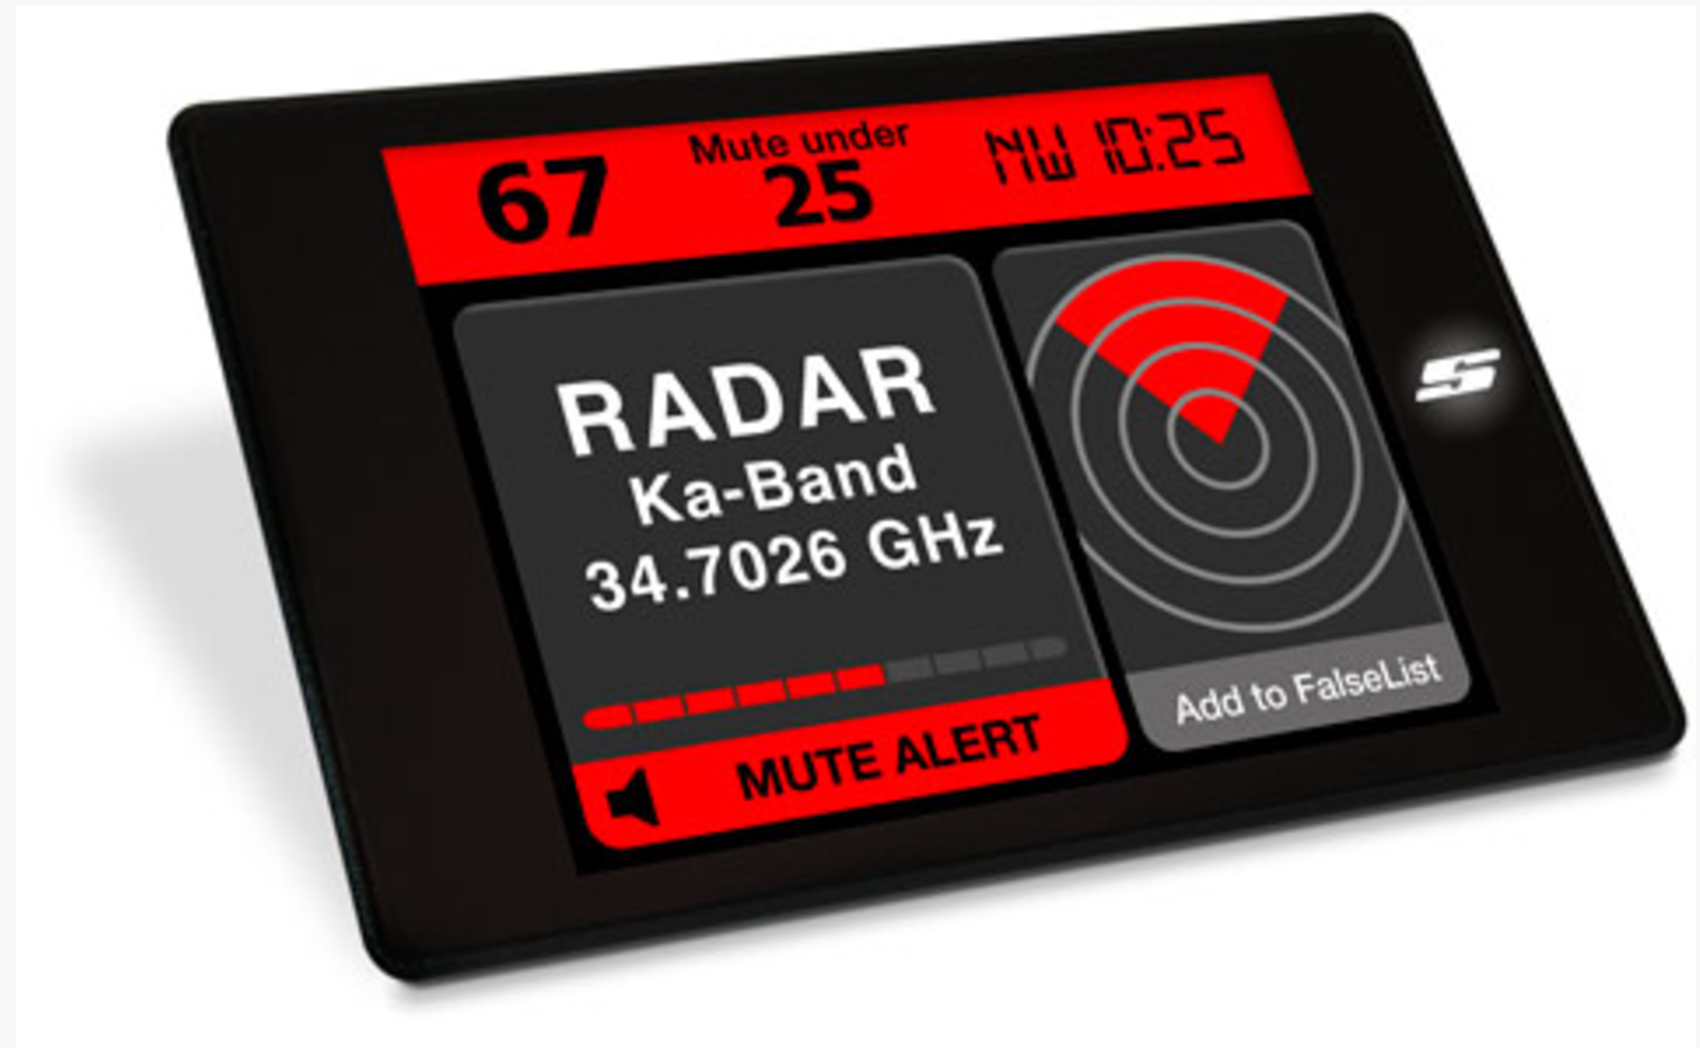 67
Mute under
25
NW 10:25
RADAR
Ka-Band
34.7026 GHz
MUTE ALERT
Add to FalseList
S